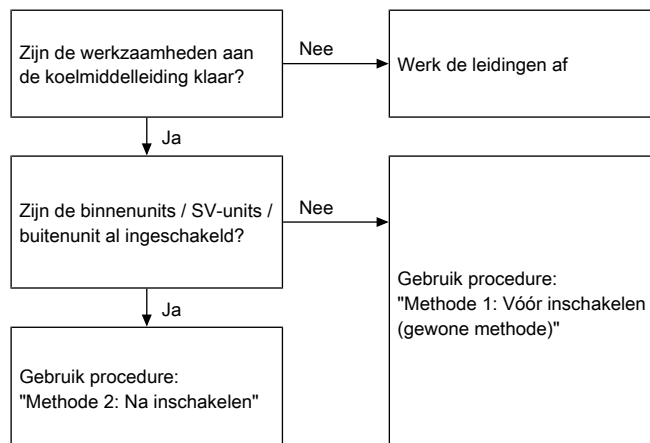 Zijn de werkzaamheden aan
de koelmiddelleiding klaar?
Nee
Werk de leidingen af
Ja
Zijn de binnenunits / SV-units /
buitenunit al ingeschakeld?
Nee
Gebruik procedure:
"Methode 1: Vóór inschakelen
(gewone methode)"
Ja
Gebruik procedure:
"Methode 2: Na inschakelen"